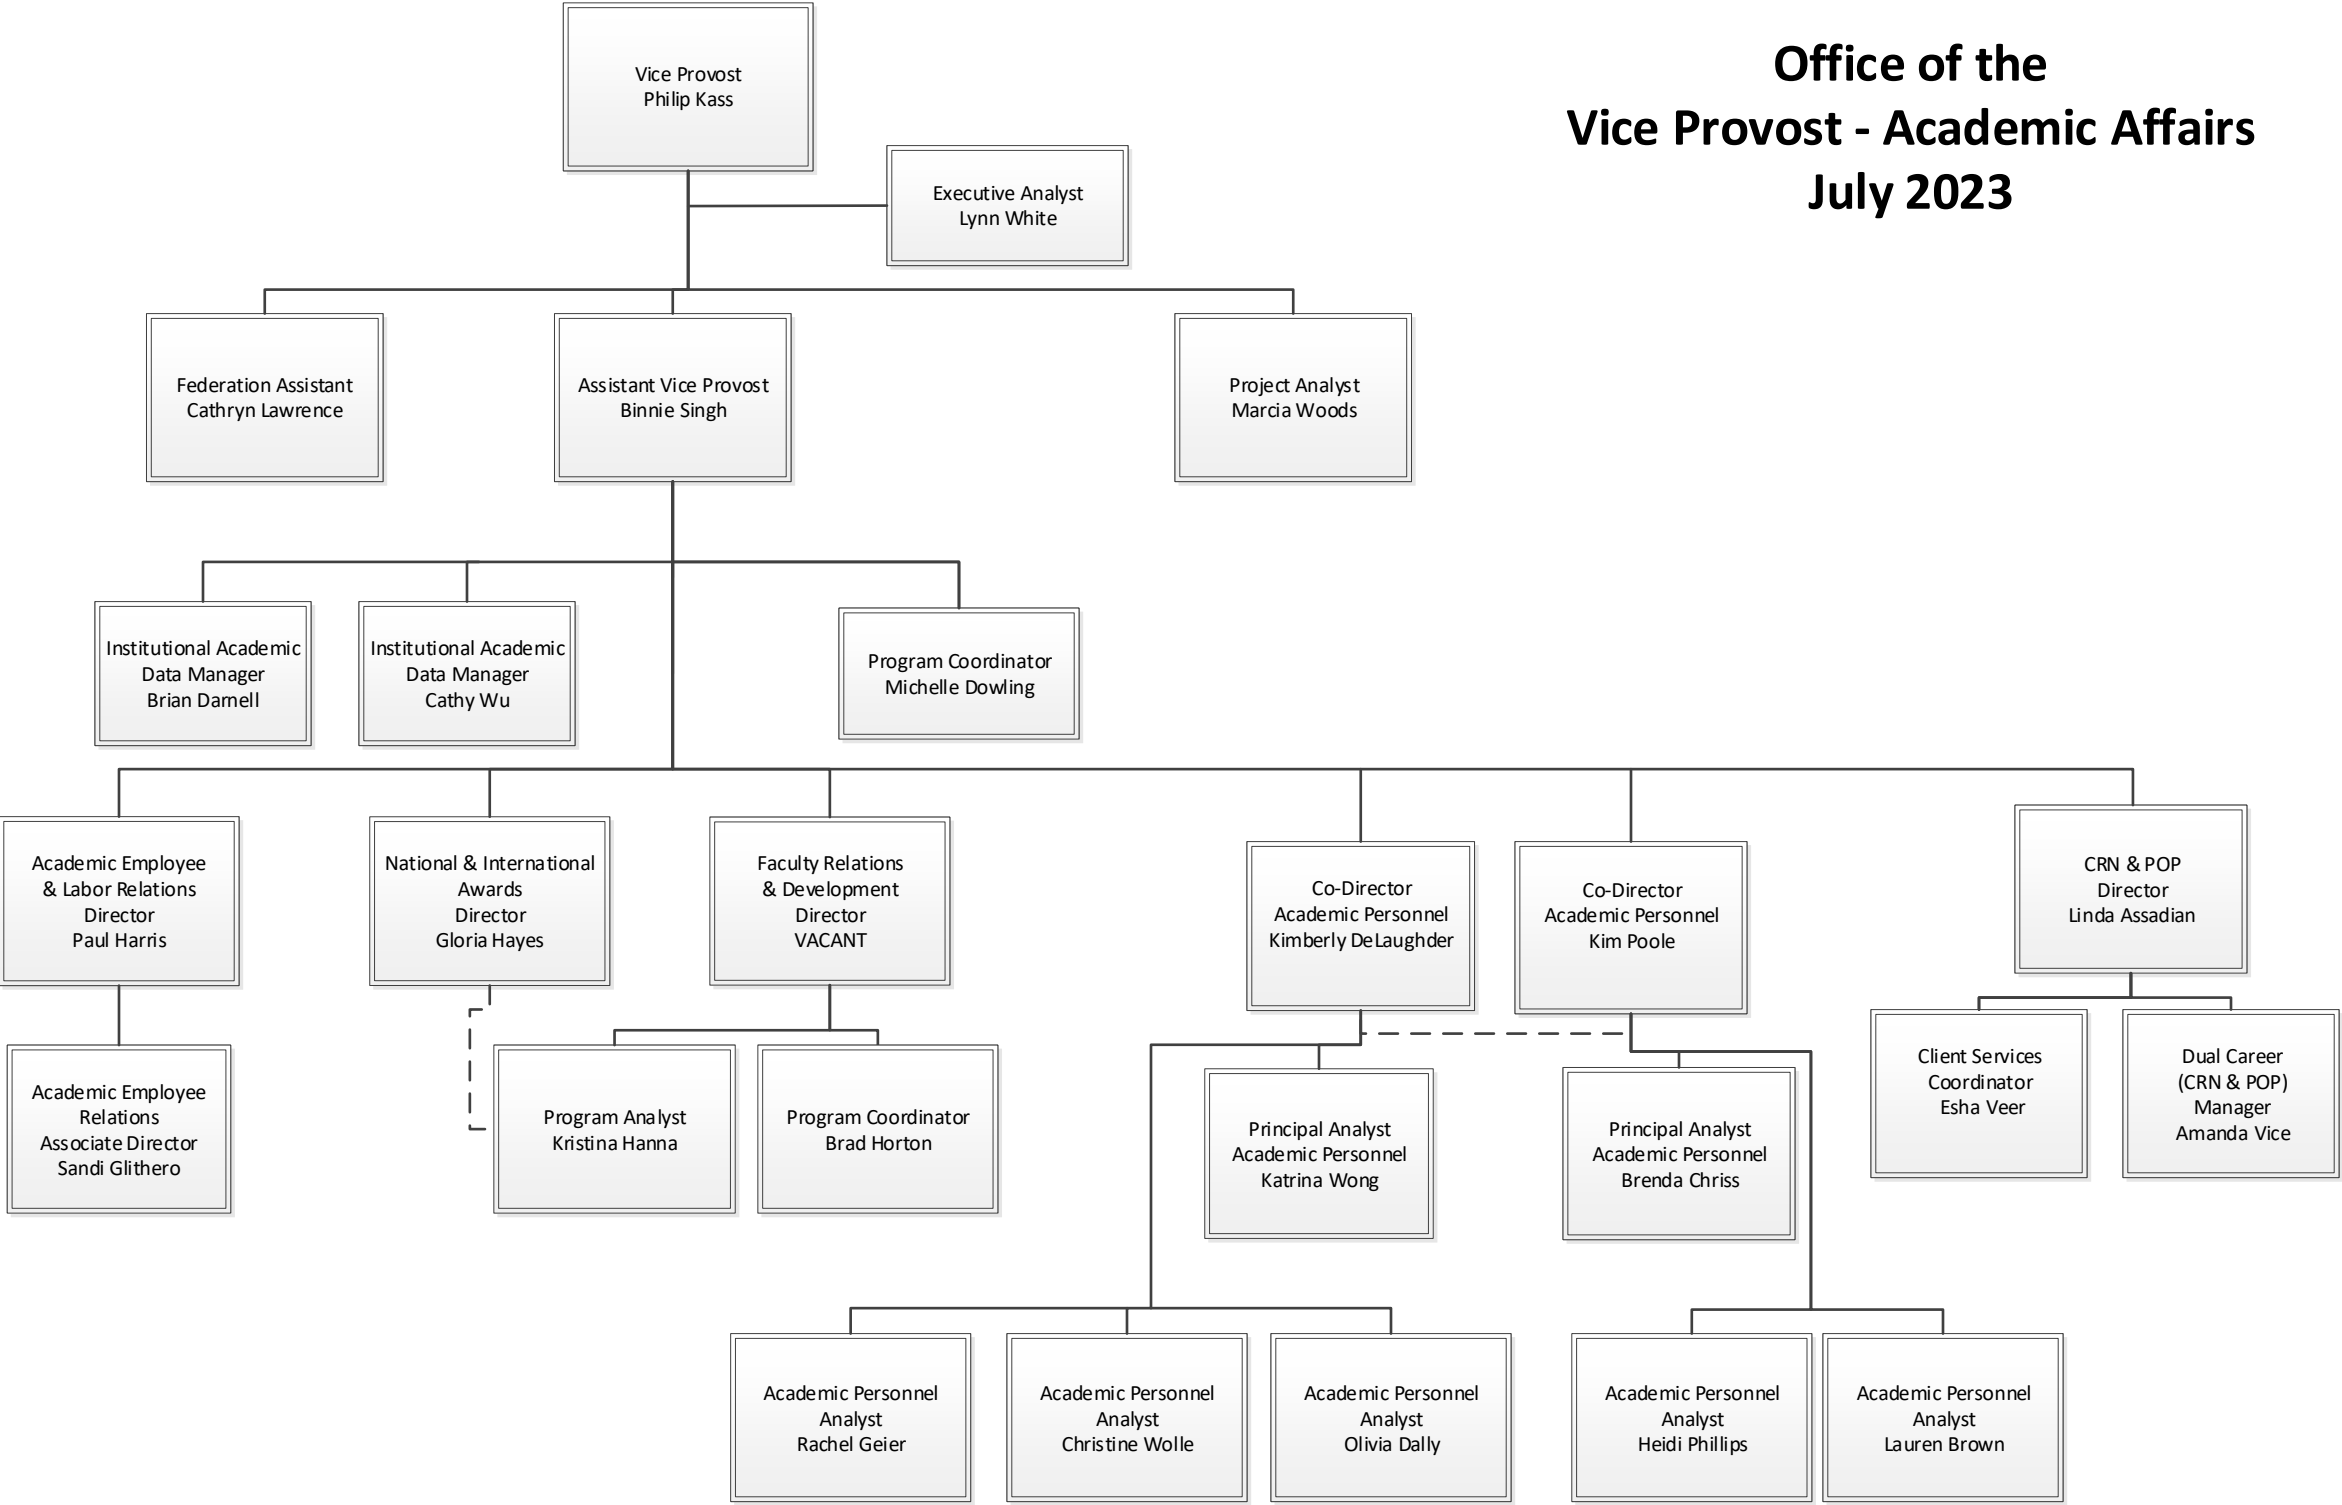 Office of the
Vice Provost - Academic Affairs
July 2023
Vice Provost
Philip Kass
Executive Analyst
Lynn White
Federation Assistant
Cathryn Lawrence
Assistant Vice Provost
Binnie Singh
Project Analyst
Marcia Woods
Institutional Academic
Data Manager
Brian Darnell
Institutional Academic
Data Manager
Cathy Wu
Program Coordinator
Michelle Dowling
Academic Employee
& Labor Relations
Director
Paul Harris
National & International
Awards
Director
Gloria Hayes
Faculty Relations
& Development
Director
VACANT
Co-Director
Academic Personnel
Kimberly DeLaughder
Co-Director
Academic Personnel
Kim Poole
CRN & POP
Director
Linda Assadian
Academic Employee
Relations
Associate Director
Sandi Glithero
Program Analyst
Kristina Hanna
Program Coordinator
Brad Horton
Principal Analyst
Academic Personnel
Katrina Wong
Principal Analyst
Academic Personnel
Brenda Chriss
Client Services
Coordinator
Esha Veer
Dual Career
(CRN & POP)
Manager
Amanda Vice
Academic Personnel
Analyst
Rachel Geier
Academic Personnel
Analyst
Christine Wolle
Academic Personnel
Analyst
Olivia Dally
Academic Personnel
Analyst
Heidi Phillips
Academic Personnel
Analyst
Lauren Brown